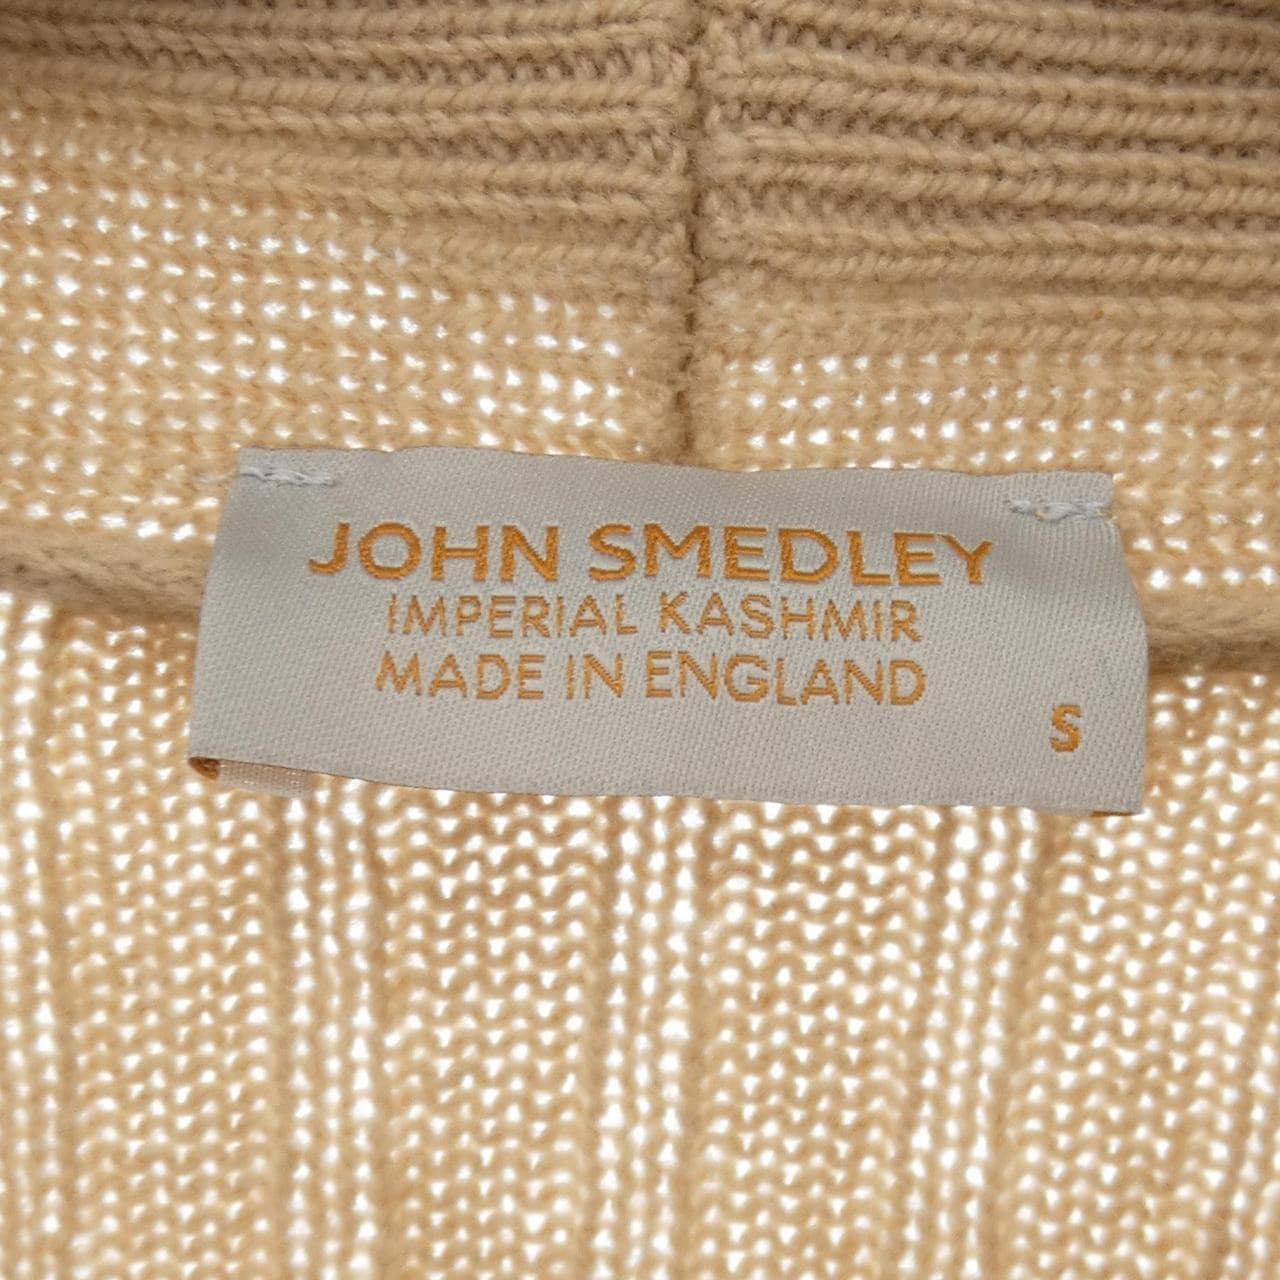 JOHN SMEDLEY
IMPERIAL KASHMIR
MADE IN ENGLAND
S